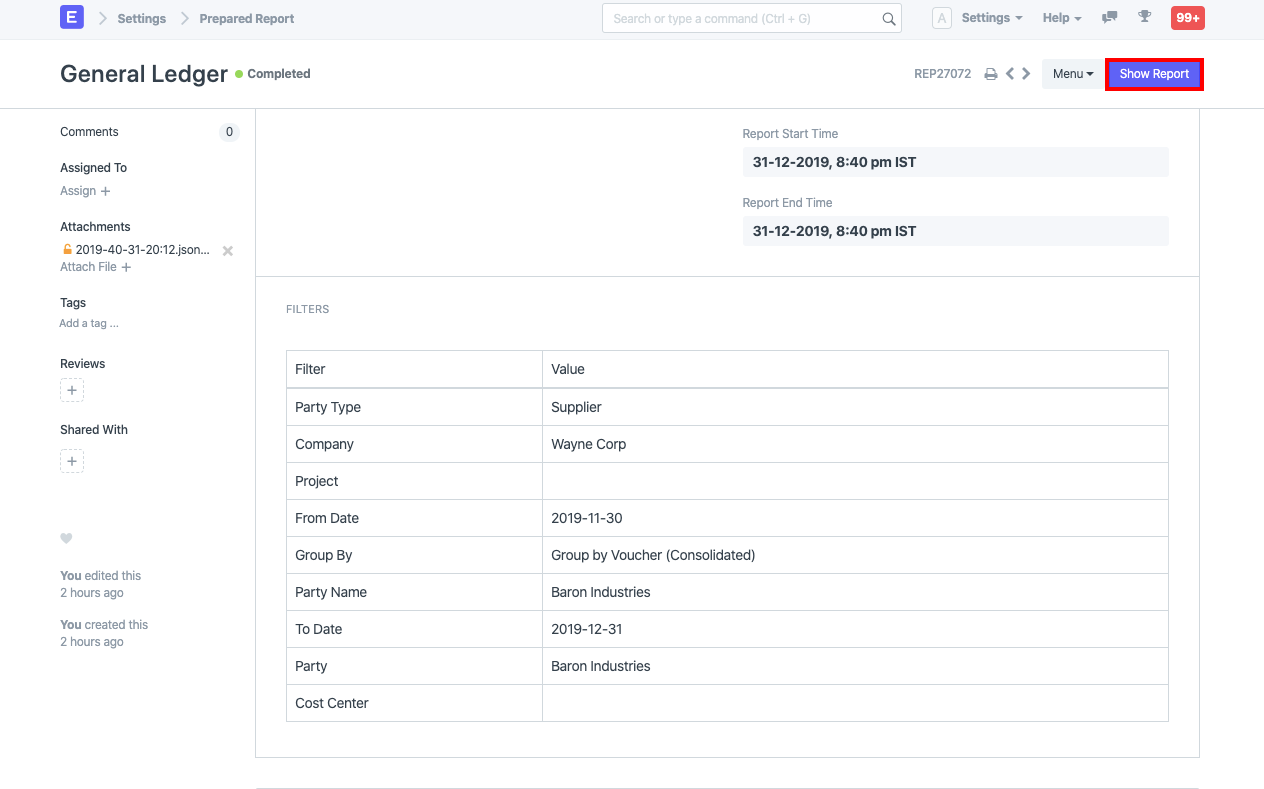 E Settings Prepared Report Search or type a command (Ctrl + G) A Settings Help 99+
General Ledger Completed REP27072 Menu Show Report
Comments 0
Assigned To
Assign +
Attachments
2019-40-31-20:12.json...
Attach File +
Tags
Add a tag ...
Reviews
+
Shared With
+
You edited this
2 hours ago
You created this
2 hours ago
Report Start Time
31-12-2019, 8:40 pm IST
Report End Time
31-12-2019, 8:40 pm IST
FILTERS
Filter Value
Party Type Supplier
Company Wayne Corp
Project
From Date 2019-11-30
Group By Group by Voucher (Consolidated)
Party Name Baron Industries
To Date 2019-12-31
Party Baron Industries
Cost Center